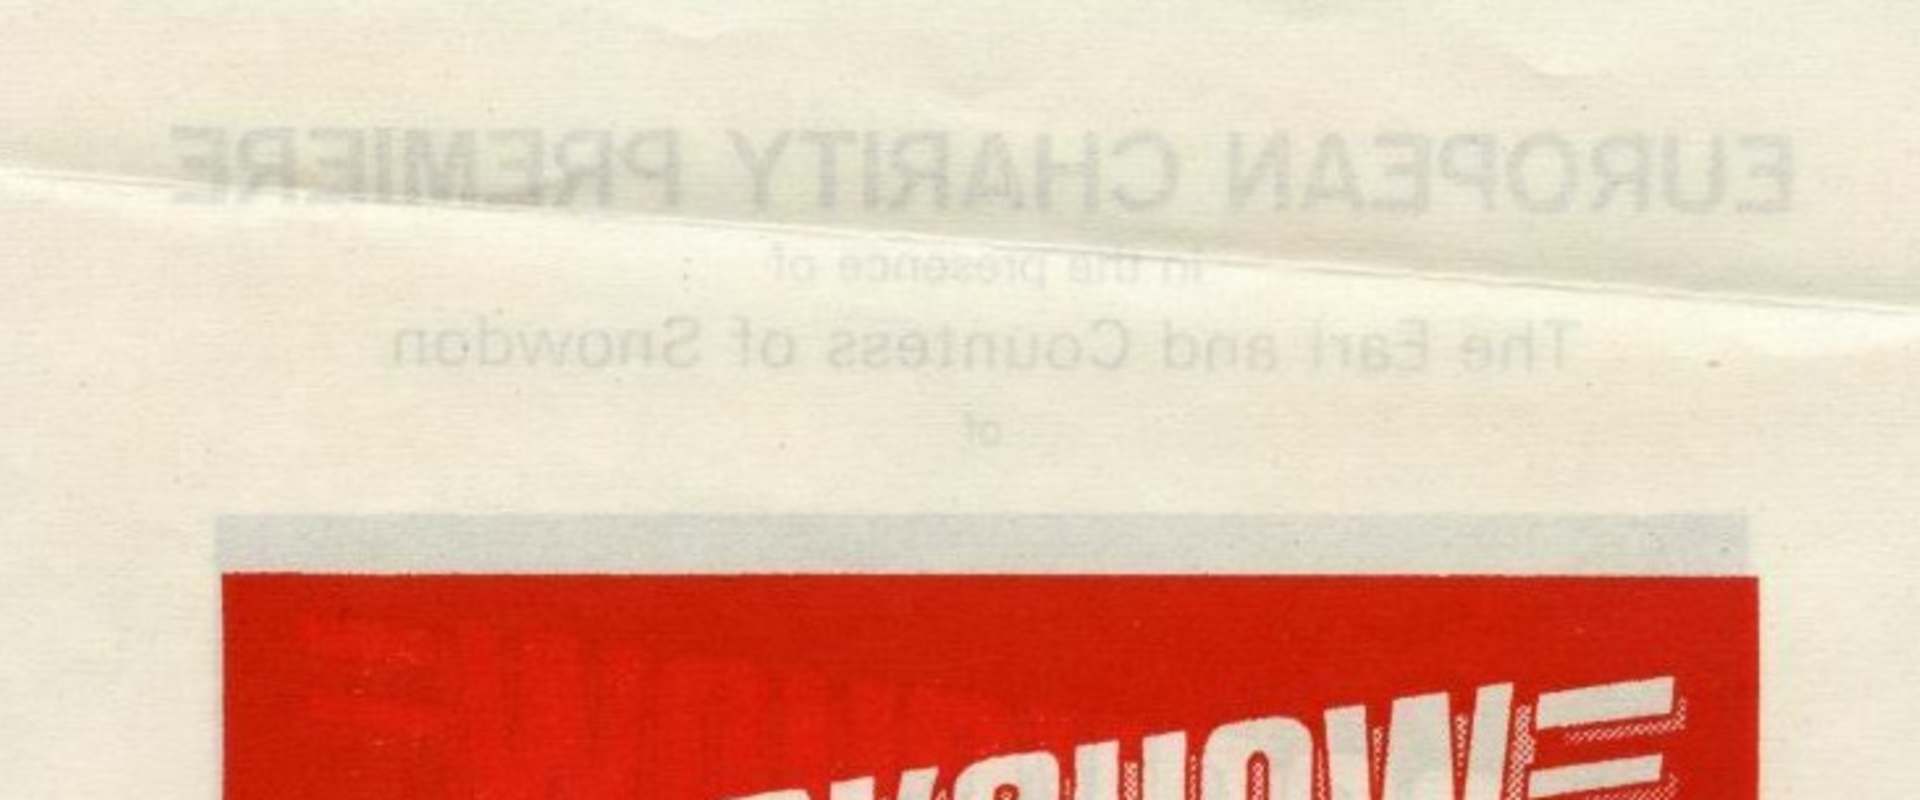 EUROPEAN CHARITY PREMIERE
in the presence of
The Earl and Countess of Snowdon
of